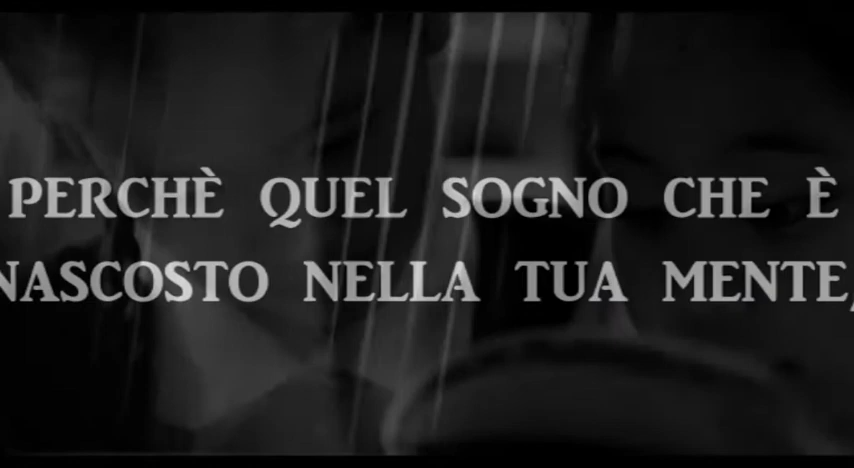 PERCHÈ QUEL SOGNO CHE È
NASCOSTO NELLA TUA MENTE,